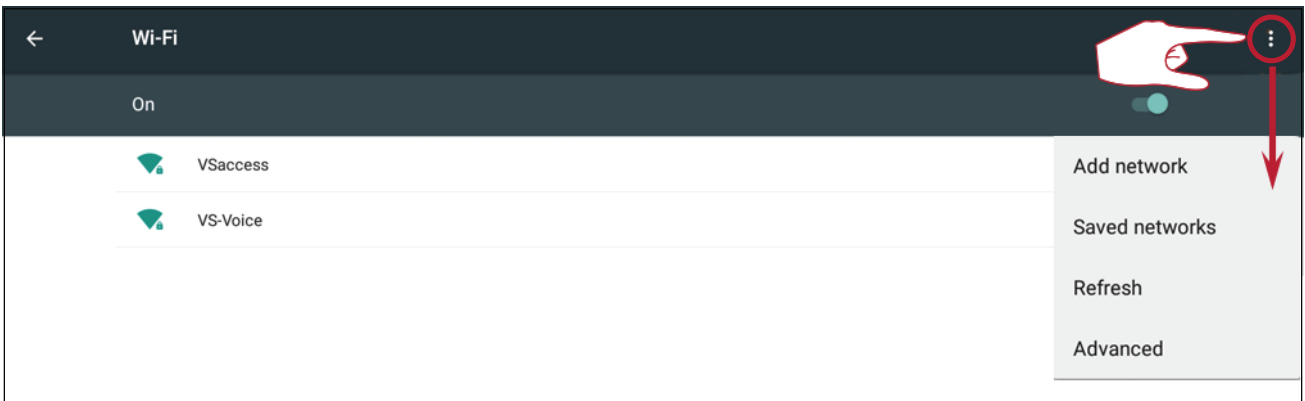 Wi-Fi
On
VSaccess
VS-Voice
Add network
Saved networks
Refresh
Advanced